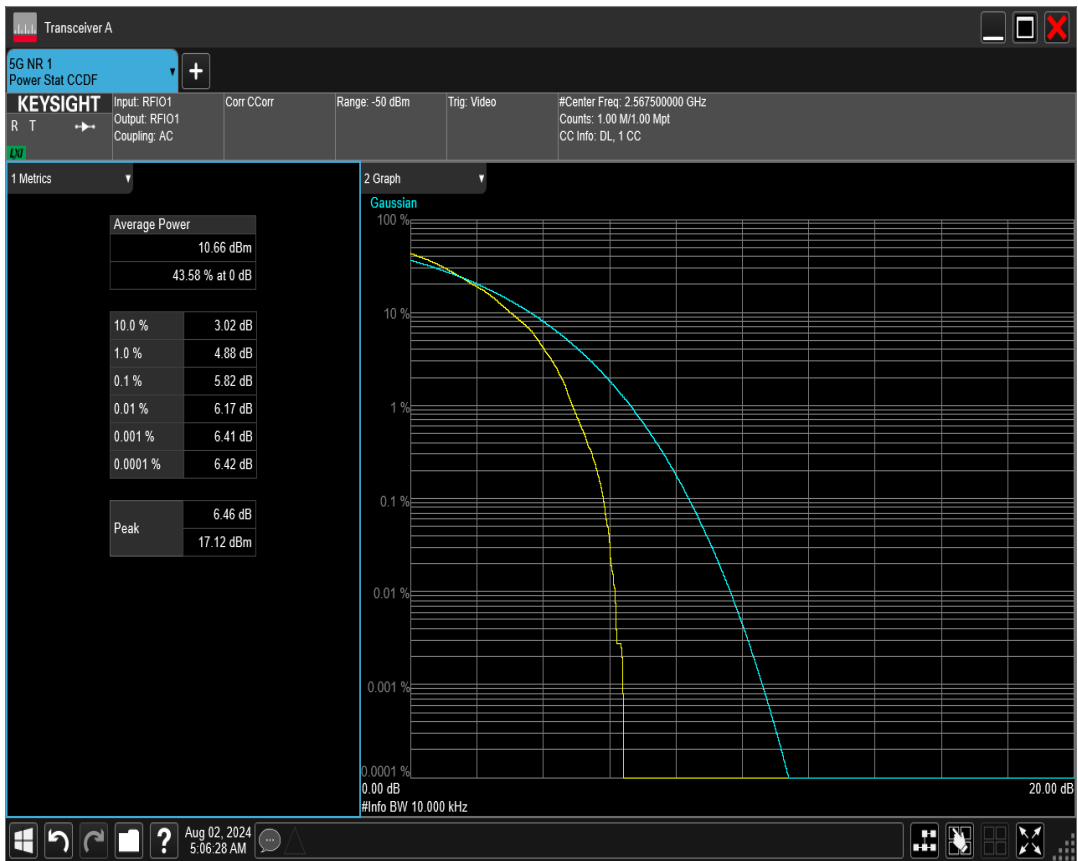 Transceiver A
5G NR 1
Power Stat CCDF
KEYSIGHT
R T
LXI
Input: RFIO1
Output: RFIO1
Coupling: AC
Corr CCorr
Range: -50 dBm
Trig: Video
#Center Freq: 2.567500000 GHz
Counts: 1.00 M/1.00 Mpt
CC Info: DL, 1 CC
1 Metrics
Average Power
10.66 dBm
43.58 % at 0 dB
10.0 % 3.02 dB
1.0 % 4.88 dB
0.1 % 5.82 dB
0.01 % 6.17 dB
0.001 % 6.41 dB
0.0001 % 6.42 dB
Peak 6.46 dB
17.12 dBm
2 Graph
Gaussian
100 %
10 %
1 %
0.1 %
0.01 %
0.001 %
0.0001 %
0.00 dB 20.00 dB
#Info BW 10.000 kHz
Aug 02, 2024
5:06:28 AM